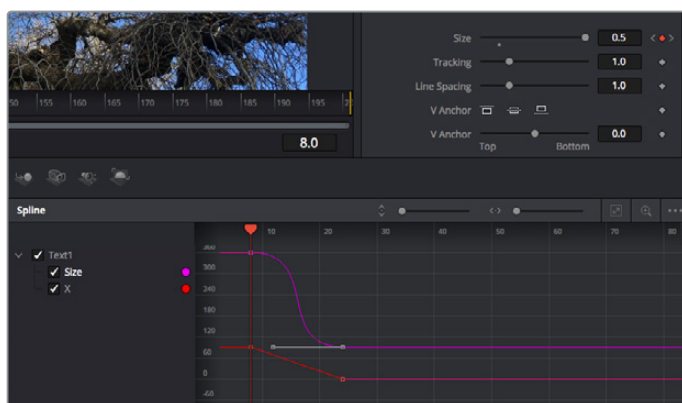 Size 0.5
Tracking 1.0
Line Spacing 1.0
V Anchor
V Anchor 0.0
Top Bottom
50 155 160 165 170 175 180 185 190 195
8.0
Spline
10 20 30 40 50 60 70 80
Text1
Size
X
360
300
240
180
120
60
0
-60